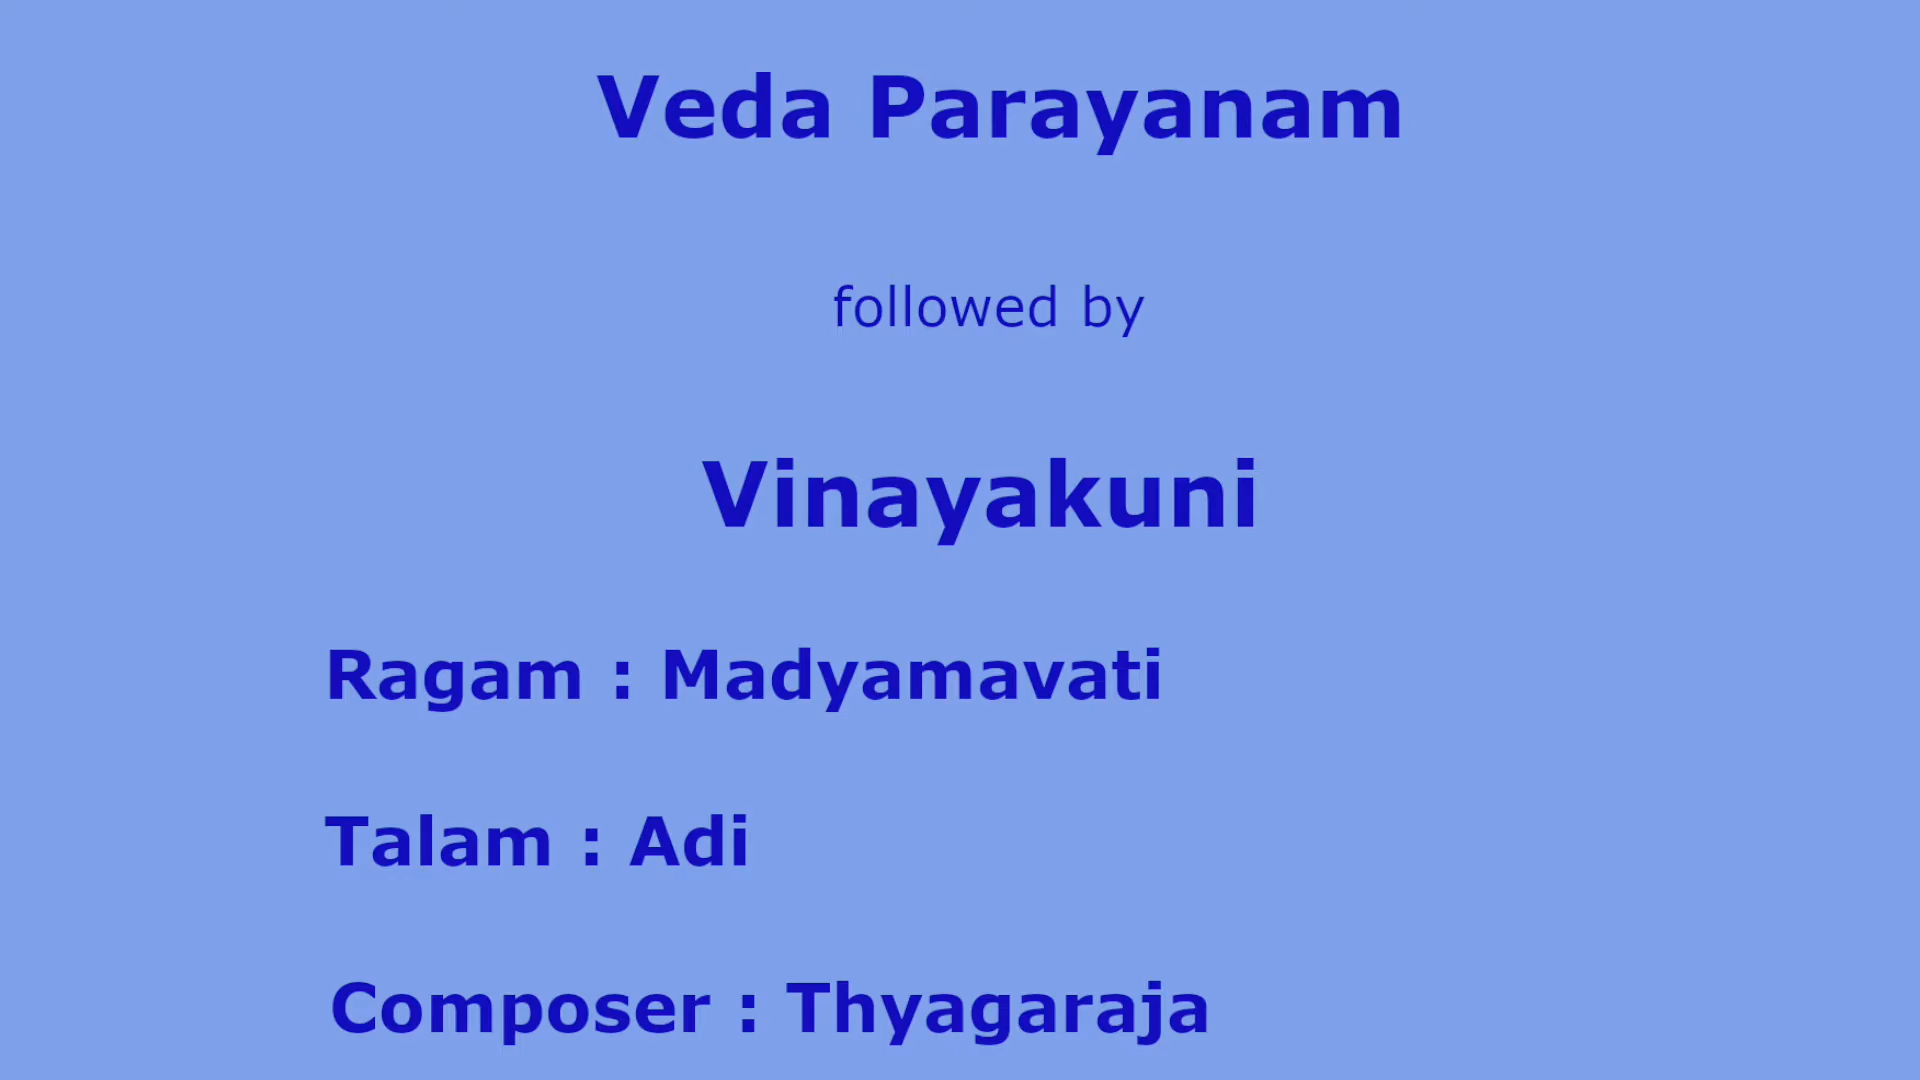 Veda Parayanam
followed by
Vinayakuni
Ragam : Madyamavati
Talam : Adi
Composer : Thyagaraja